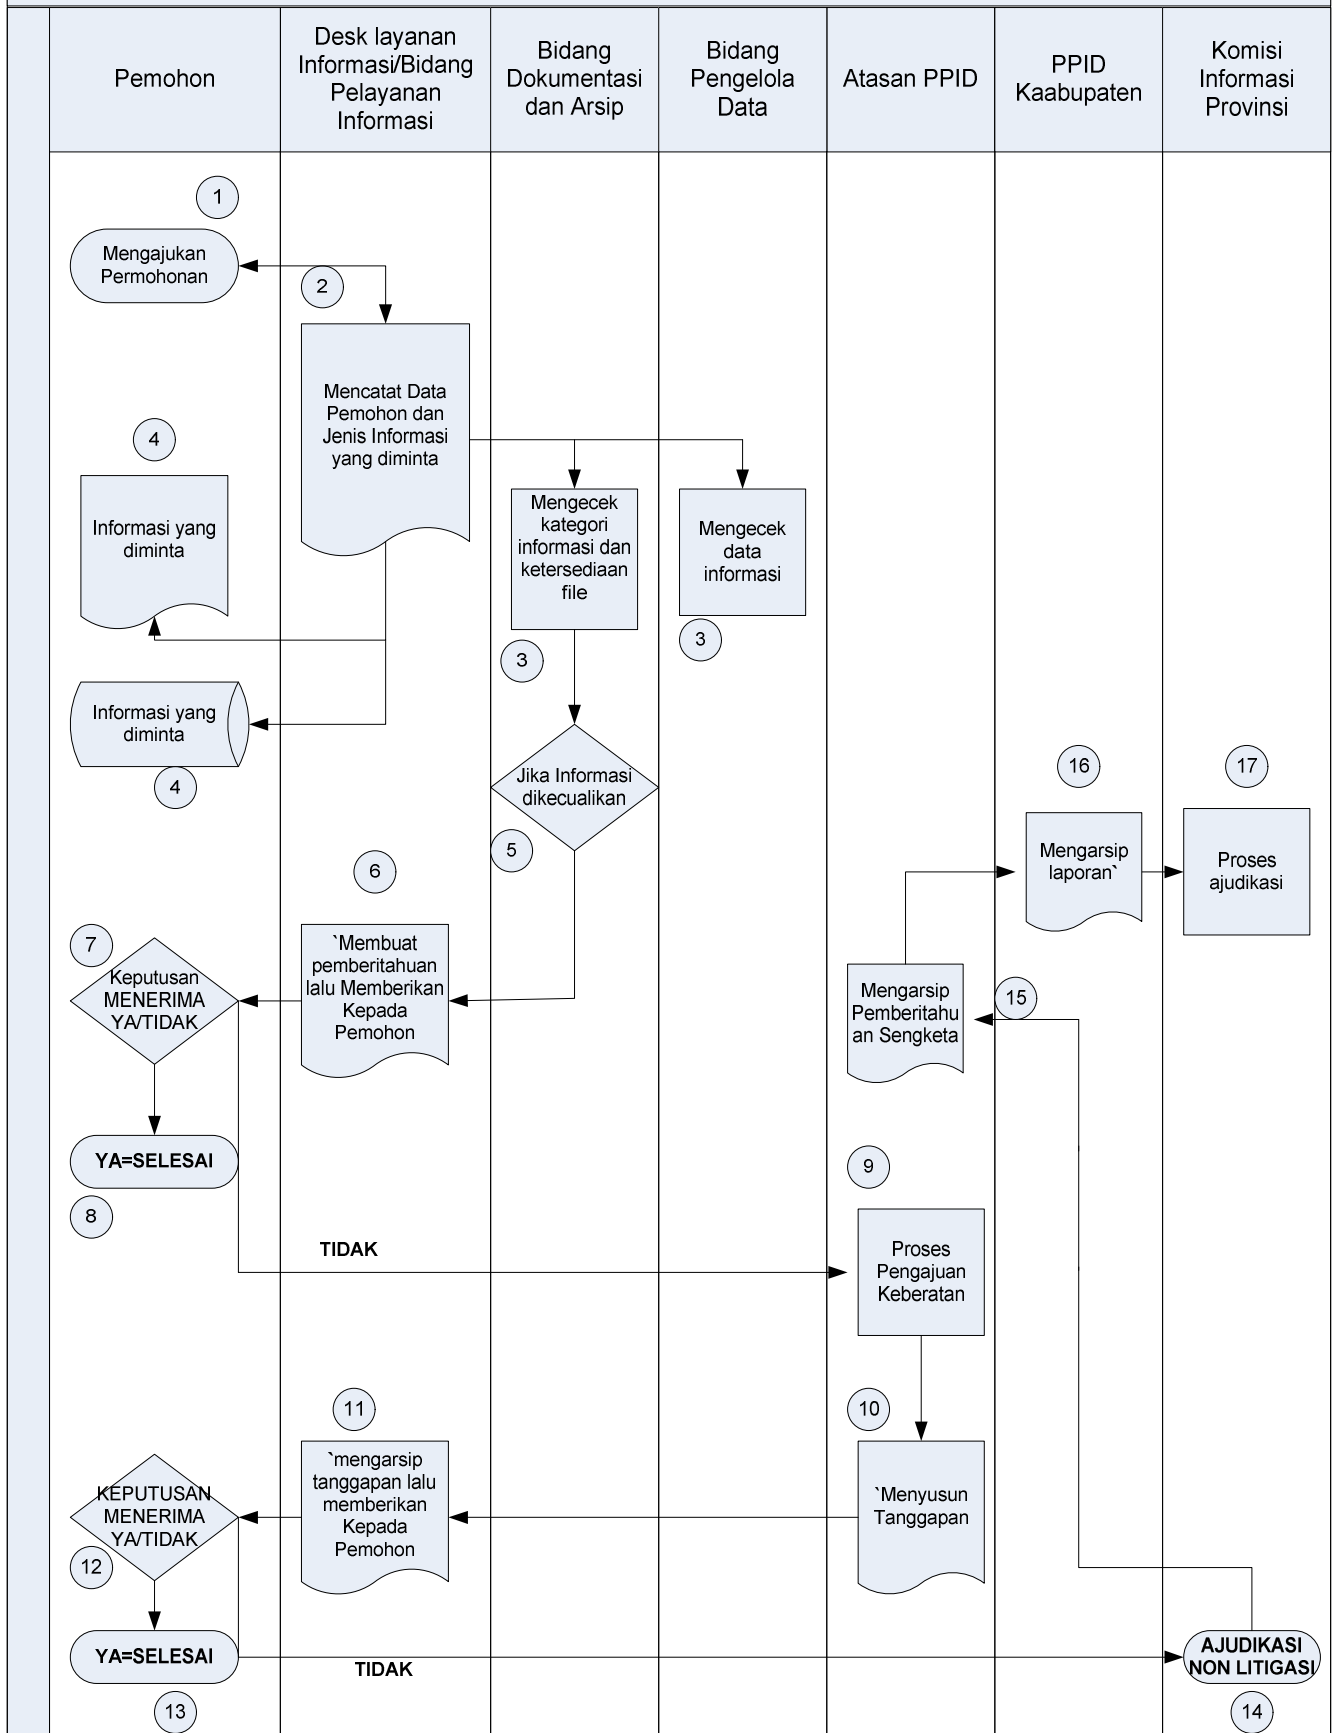 Pemohon
Desk layanan
Informasi/Bidang
Pelayanan
Informasi
Bidang
Dokumentasi
dan Arsip
Bidang
Pengelola
Data
Atasan PPID
PPID
Kaabupaten
Komisi
Informasi
Provinsi
1
Mengajukan
Permohonan
2
Mencatat Data
Pemohon dan
Jenis Informasi
yang diminta
4
Informasi yang
diminta
Mengecek
kategori
informasi dan
ketersediaan
file
Mengecek
data
informasi
3
3
Informasi yang
diminta
4
Jika Informasi
dikecualikan
5
16
17
Mengarsip
laporan`
Proses
ajudikasi
6
7
`Membuat
pemberitahuan
lalu Memberikan
Kepada
Pemohon
Keputusan
MENERIMA
YA/TIDAK
Mengarsip
Pemberitahu
an Sengketa
15
YA=SELESAI
8
9
TIDAK
Proses
Pengajuan
Keberatan
11
10
`mengarsip
tanggapan lalu
memberikan
Kepada
Pemohon
`Menyusun
Tanggapan
KEPUTUSAN
MENERIMA
YA/TIDAK
12
YA=SELESAI
TIDAK
AJUDIKASI
NON LITIGASI
13
14